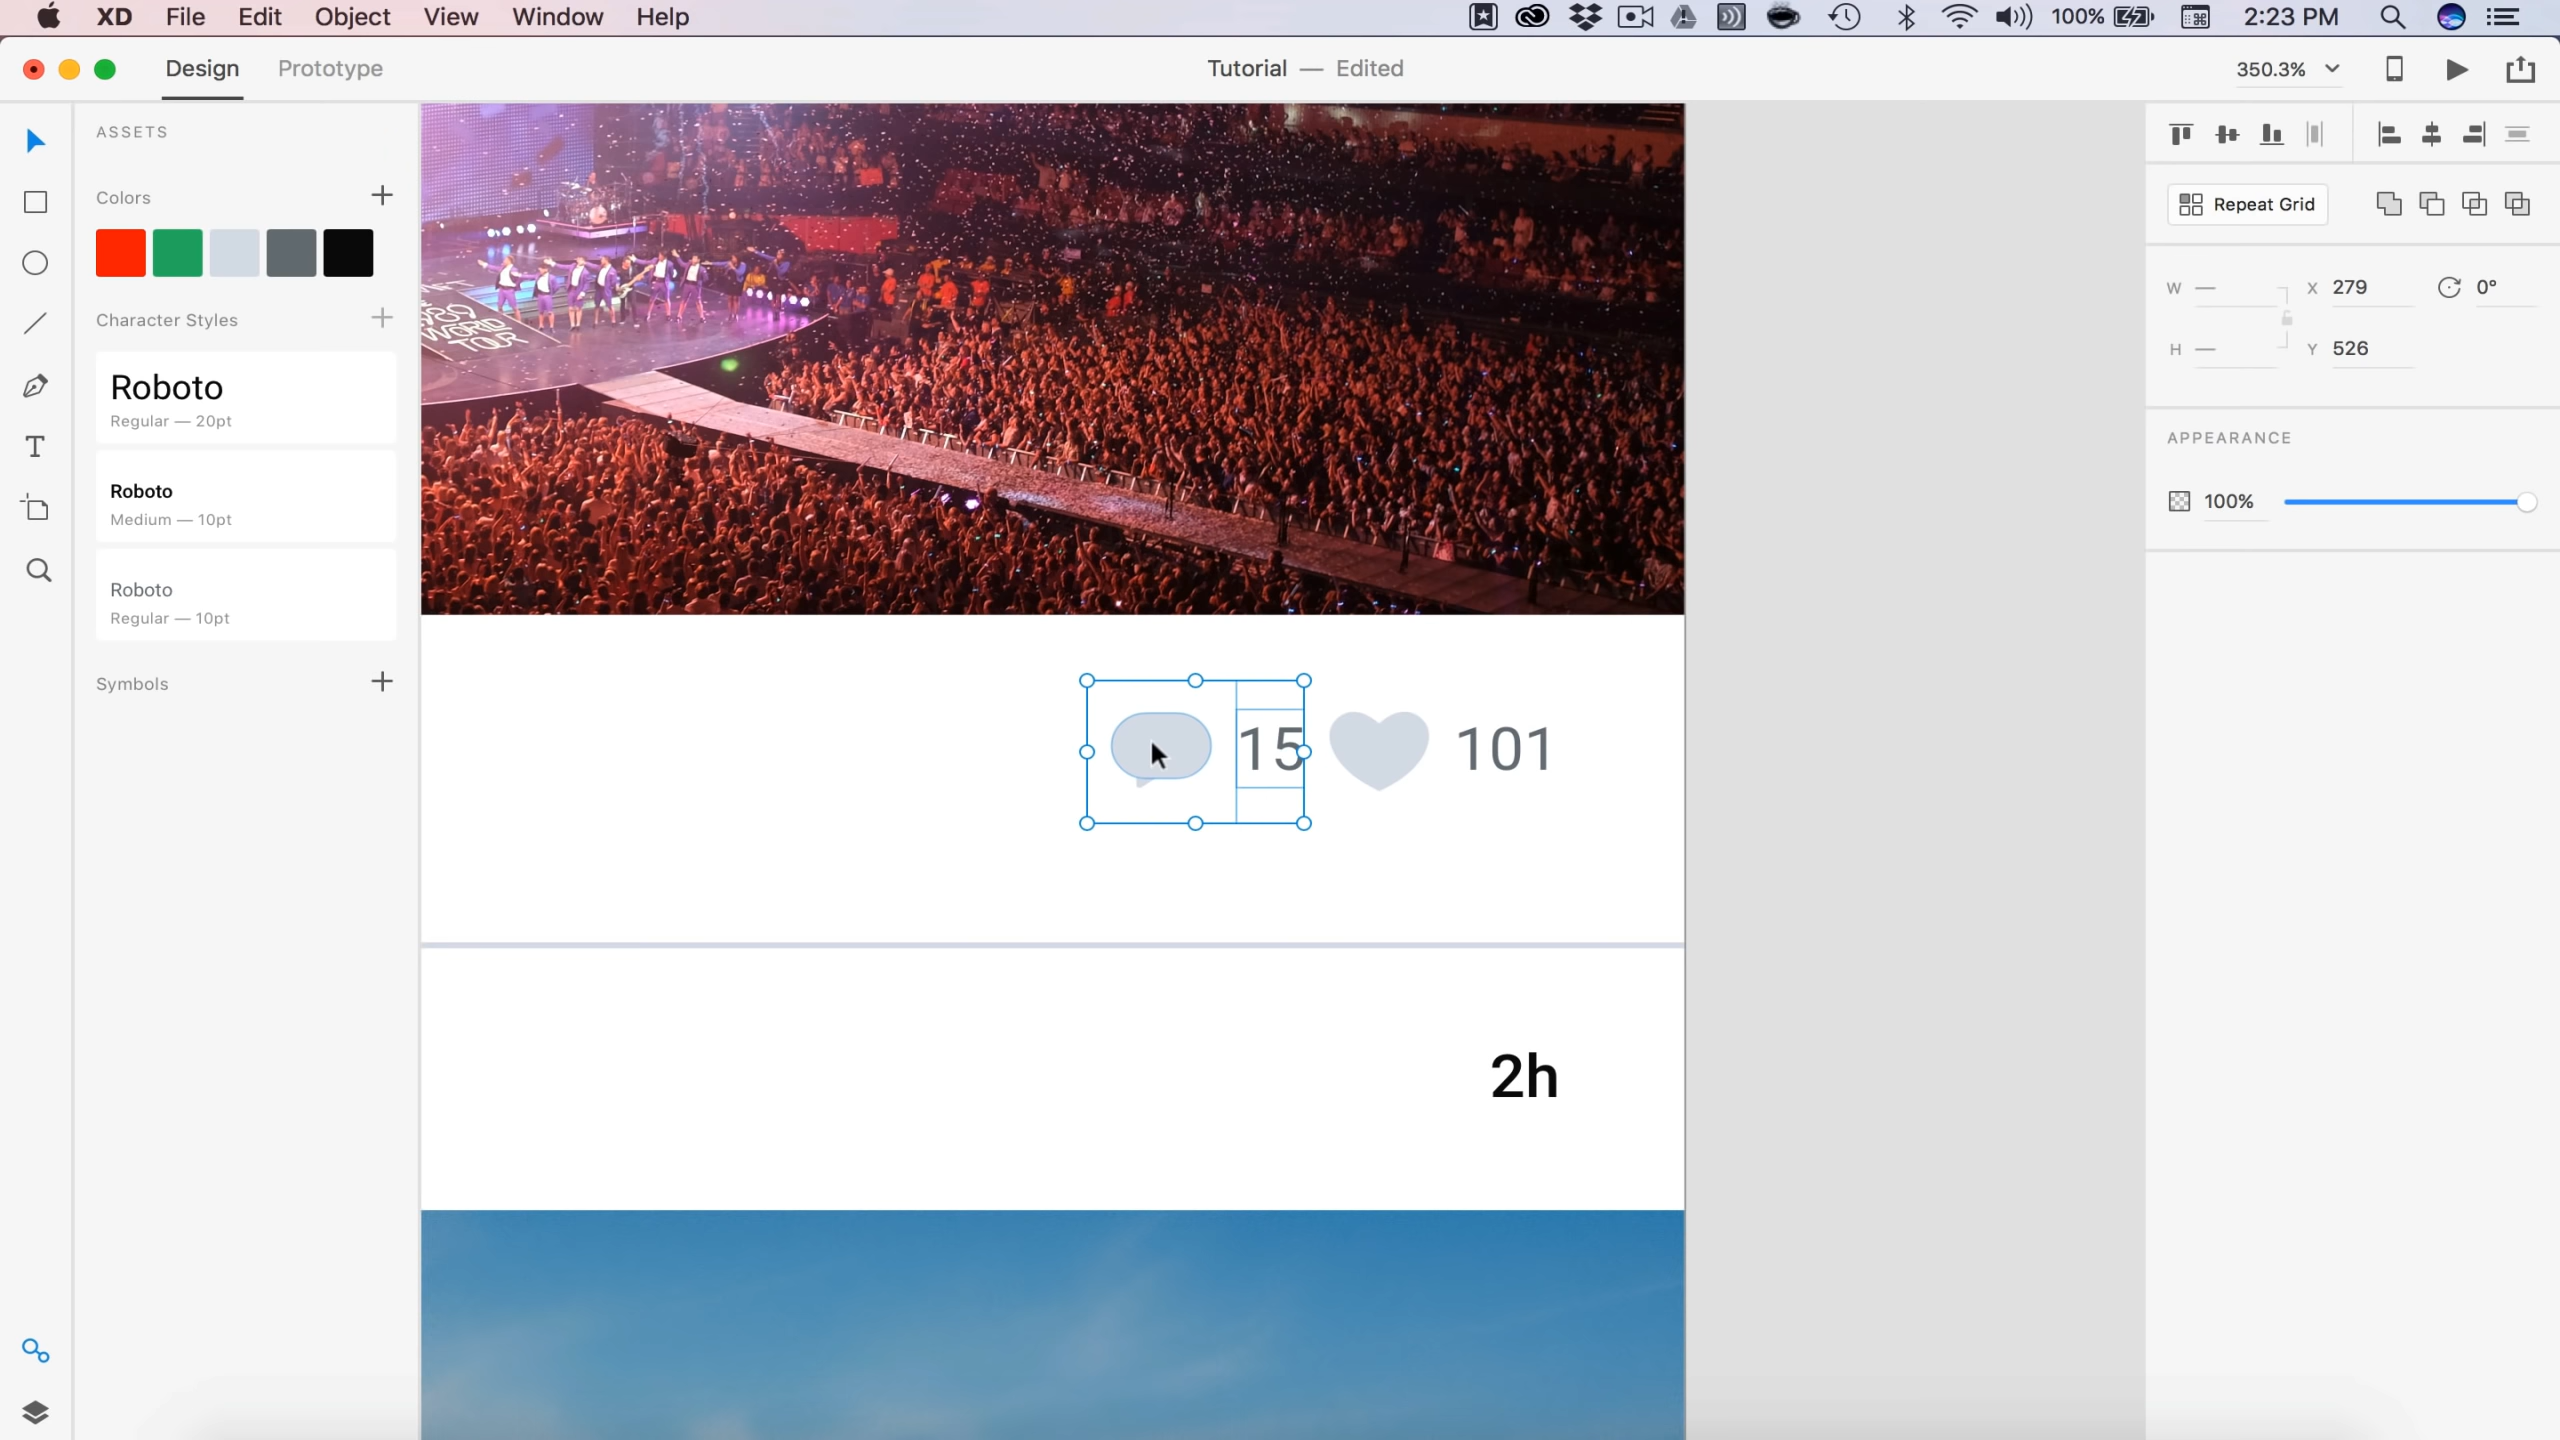 XD File Edit Object View Window Help 100% 2:23 PM
Design Prototype Tutorial — Edited 350.3%
ASSETS
Colors
Character Styles
Roboto
Regular — 20pt
Roboto
Medium — 10pt
Roboto
Regular — 10pt
Symbols
WORLD
TOUR
15 101
2h
Repeat Grid
W — X 279 0°
H — Y 526
APPEARANCE
100%